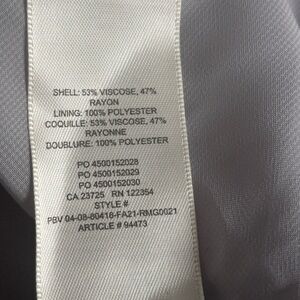 SHELL: 53% VISCOSE, 47%
RAYON
LINING: 100% POLYESTER
COQUILLE: 53% VISCOSE, 47%
RAYONNE
DOUBLURE: 100% POLYESTER
PO 4500152028
PO 4500152029
PO 4500152030
CA 23725 RN 122354
STYLE #
PBV 04-08-80418-FA21-RMG0021
ARTICLE # 94473